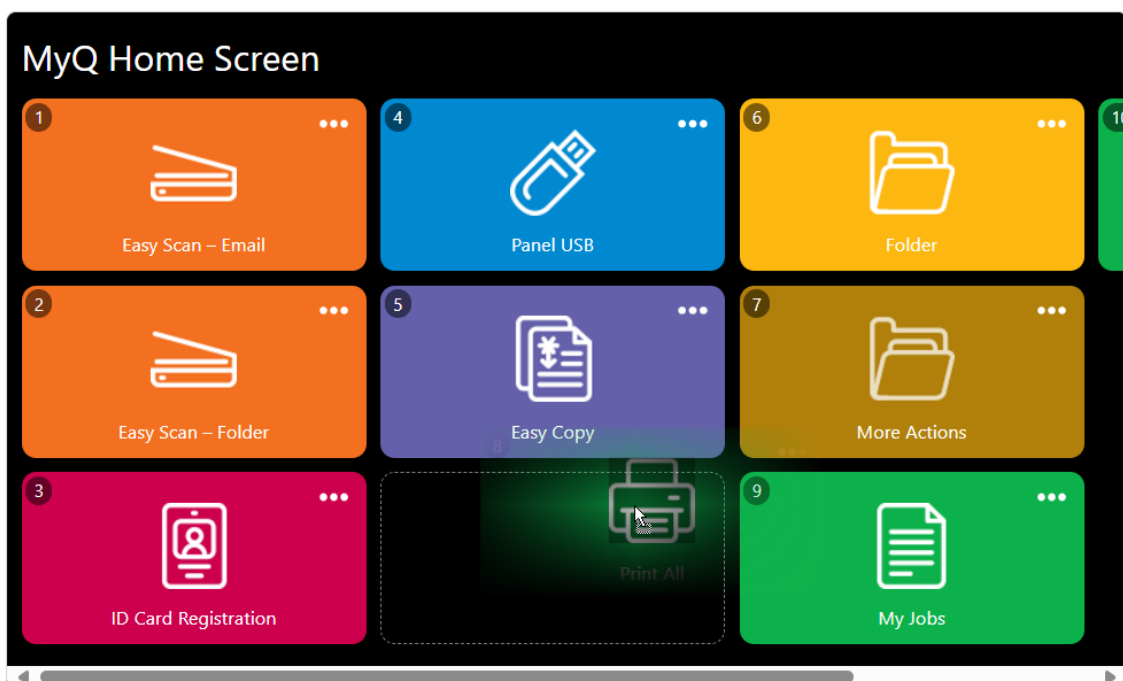 MyQ Home Screen
1
Easy Scan – Email
4
Panel USB
6
Folder
10
2
Easy Scan – Folder
5
Easy Copy
7
More Actions
3
ID Card Registration
8
Print All
9
My Jobs